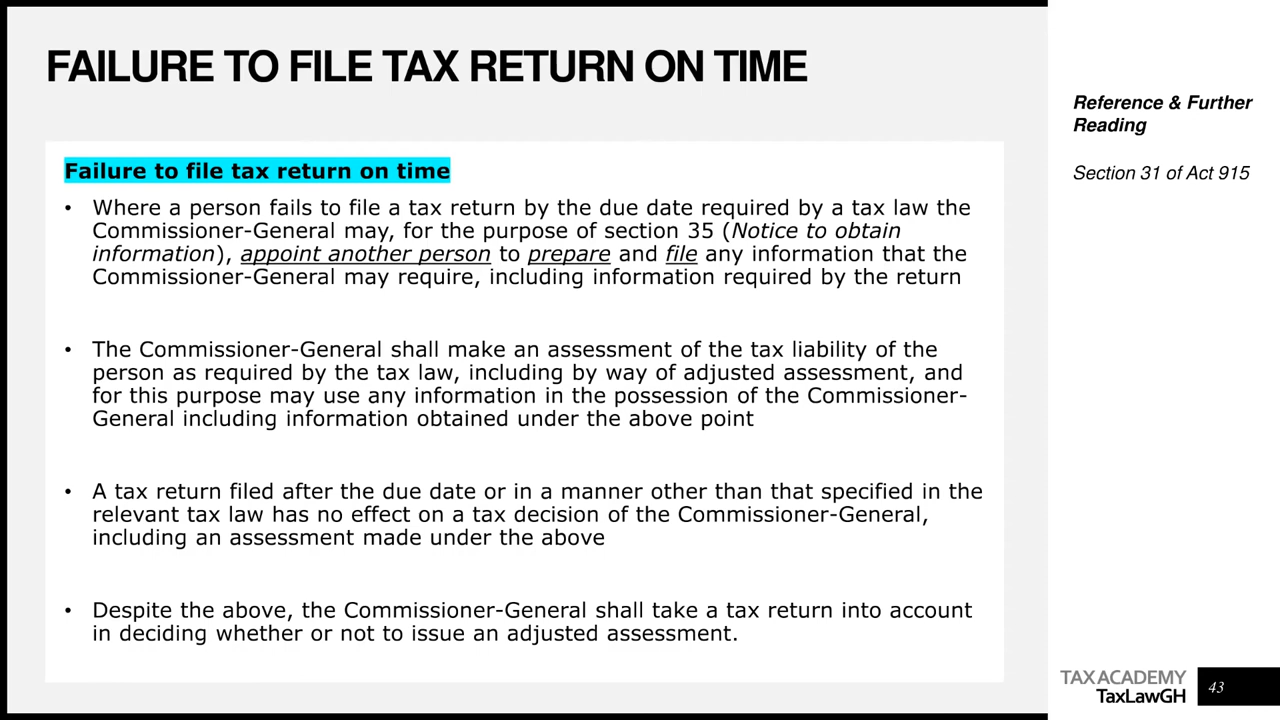 FAILURE TO FILE TAX RETURN ON TIME
Failure to file tax return on time
• Where a person fails to file a tax return by the due date required by a tax law the
Commissioner-General may, for the purpose of section 35 (Notice to obtain
information), appoint another person to prepare and file any information that the
Commissioner-General may require, including information required by the return
• The Commissioner-General shall make an assessment of the tax liability of the
person as required by the tax law, including by way of adjusted assessment, and
for this purpose may use any information in the possession of the Commissioner-
General including information obtained under the above point
• A tax return filed after the due date or in a manner other than that specified in the
relevant tax law has no effect on a tax decision of the Commissioner-General,
including an assessment made under the above
• Despite the above, the Commissioner-General shall take a tax return into account
in deciding whether or not to issue an adjusted assessment.
Reference & Further
Reading
Section 31 of Act 915
TAX ACADEMY
TaxLawGH
43